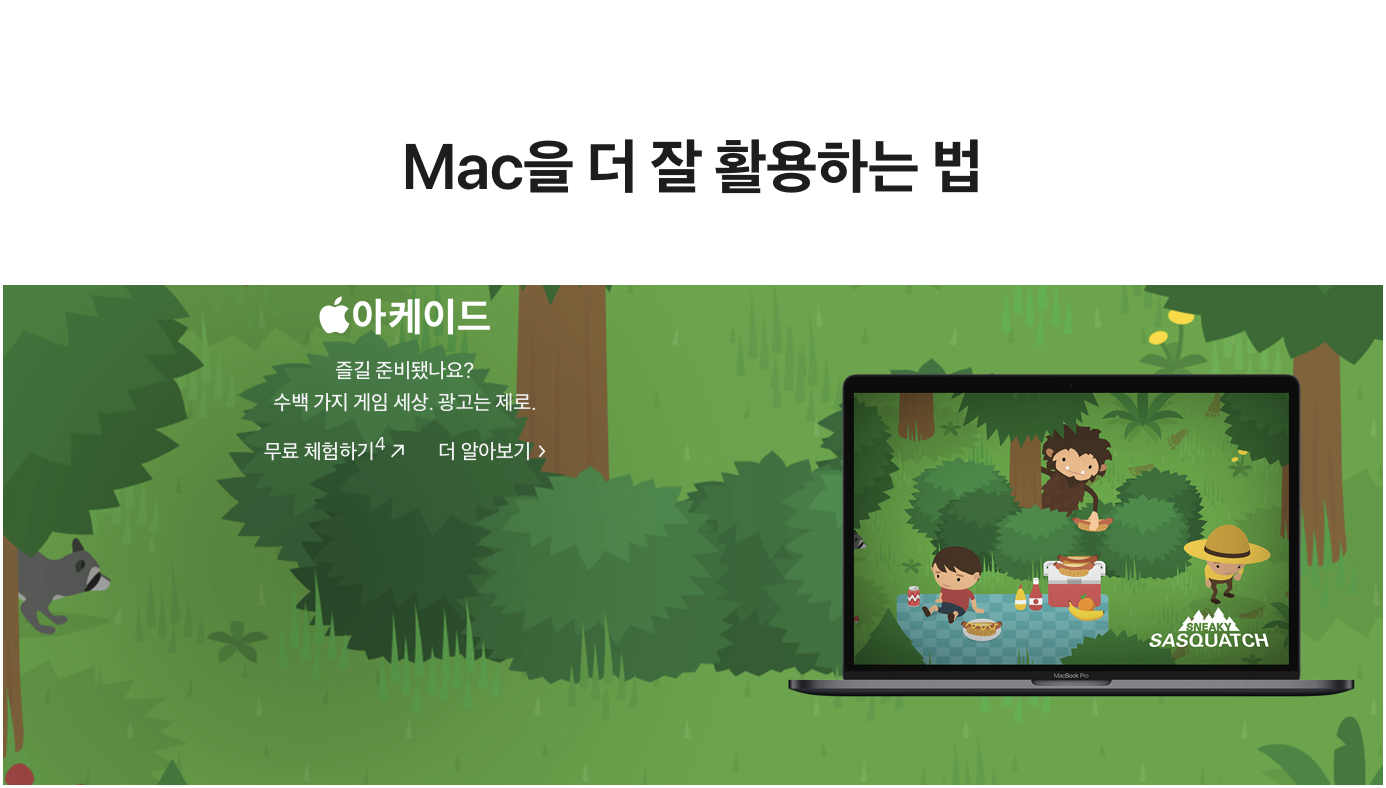 Mac을 더 잘 활용하는 법
아케이드
즐길 준비됐나요?
수백 가지 게임 세상. 광고는 제로.
무료 체험하기4 더 알아보기
SNEAKY
SASQUATCH
MacBook Pro